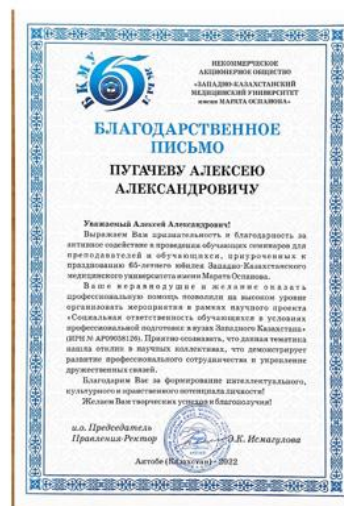 БКМУ 65 жыл
НЕКОММЕРЧЕСКОЕ
АКЦИОНЕРНОЕ ОБЩЕСТВО
«ЗАПАДНО-КАЗАХСТАНСКИЙ
МЕДИЦИНСКИЙ УНИВЕРСИТЕТ
имени МАРАТА ОСПАНОВА»
БЛАГОДАРСТВЕННОЕ
ПИСЬМО
ПУГАЧЕВУ АЛЕКСЕЮ
АЛЕКСАНДРОВИЧУ
Уважаемый Алексей Александрович!
Выражаем Вам признательность и благодарность за
активное содействие в проведении обучающих семинаров для
преподавателей и обучающихся, приуроченных к
празднованию 65-летнего юбилея Западно-Казахстанского
медицинского университета имени Марата Оспанова.
Ваше неравнодушие и желание оказать
профессиональную помощь позволили на высоком уровне
организовать мероприятия в рамках научного проекта
«Социальная ответственность обучающихся в условиях
профессиональной подготовки в вузах Западного Казахстана»
(ИРН № АР09058126). Приятно осознавать, что данная тематика
нашла отклик в научных коллективах, что демонстрирует
развитие профессионального сотрудничества и укрепление
дружественных связей.
Благодарим Вас за формирование интеллектуального,
культурного и нравственного потенциала личности!
Желаем Вам творческих успехов и благополучия!
и.о. Председатель
Правления-Ректор Э.К. Исмагулова
Актобе (Казахстан) - 2022